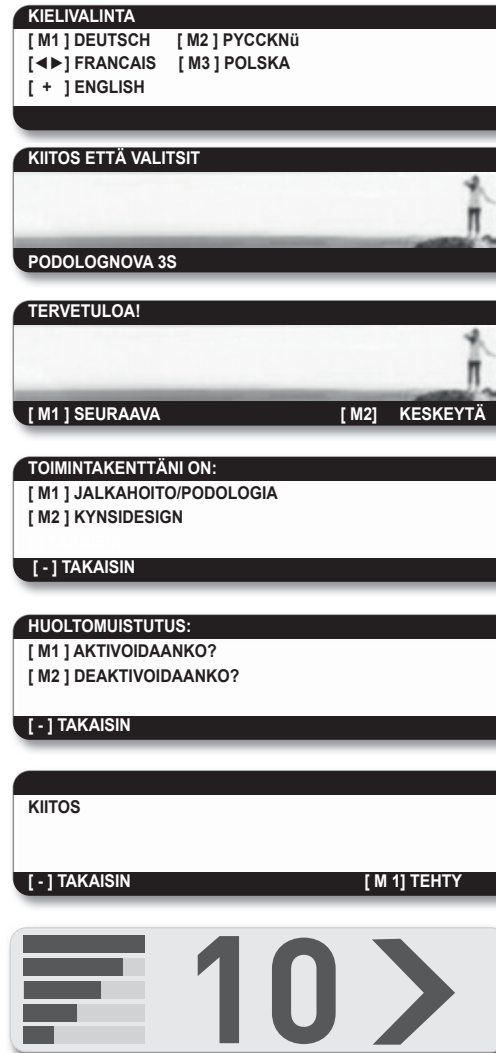 KIELIVALINTA
[ M1 ] DEUTSCH [ M2 ] PYCCKNü
[◄►] FRANCAIS [ M3 ] POLSKA
[ + ] ENGLISH
KIITOS ETTÄ VALITSIT
PODOLOGNOVA 3S
TERVETULOA!
[ M1 ] SEURAAVA [ M2] KESKEYTÄ
TOIMINTAKENTTÄNI ON:
[ M1 ] JALKAHOITO/PODOLOGIA
[ M2 ] KYNSIDESIGN
[ - ] TAKAISIN
HUOLTOMUISTUTUS:
[ M1 ] AKTIVOIDAANKO?
[ M2 ] DEAKTIVOIDAANKO?
[ - ] TAKAISIN
KIITOS
[ - ] TAKAISIN [ M 1] TEHTY
10 >